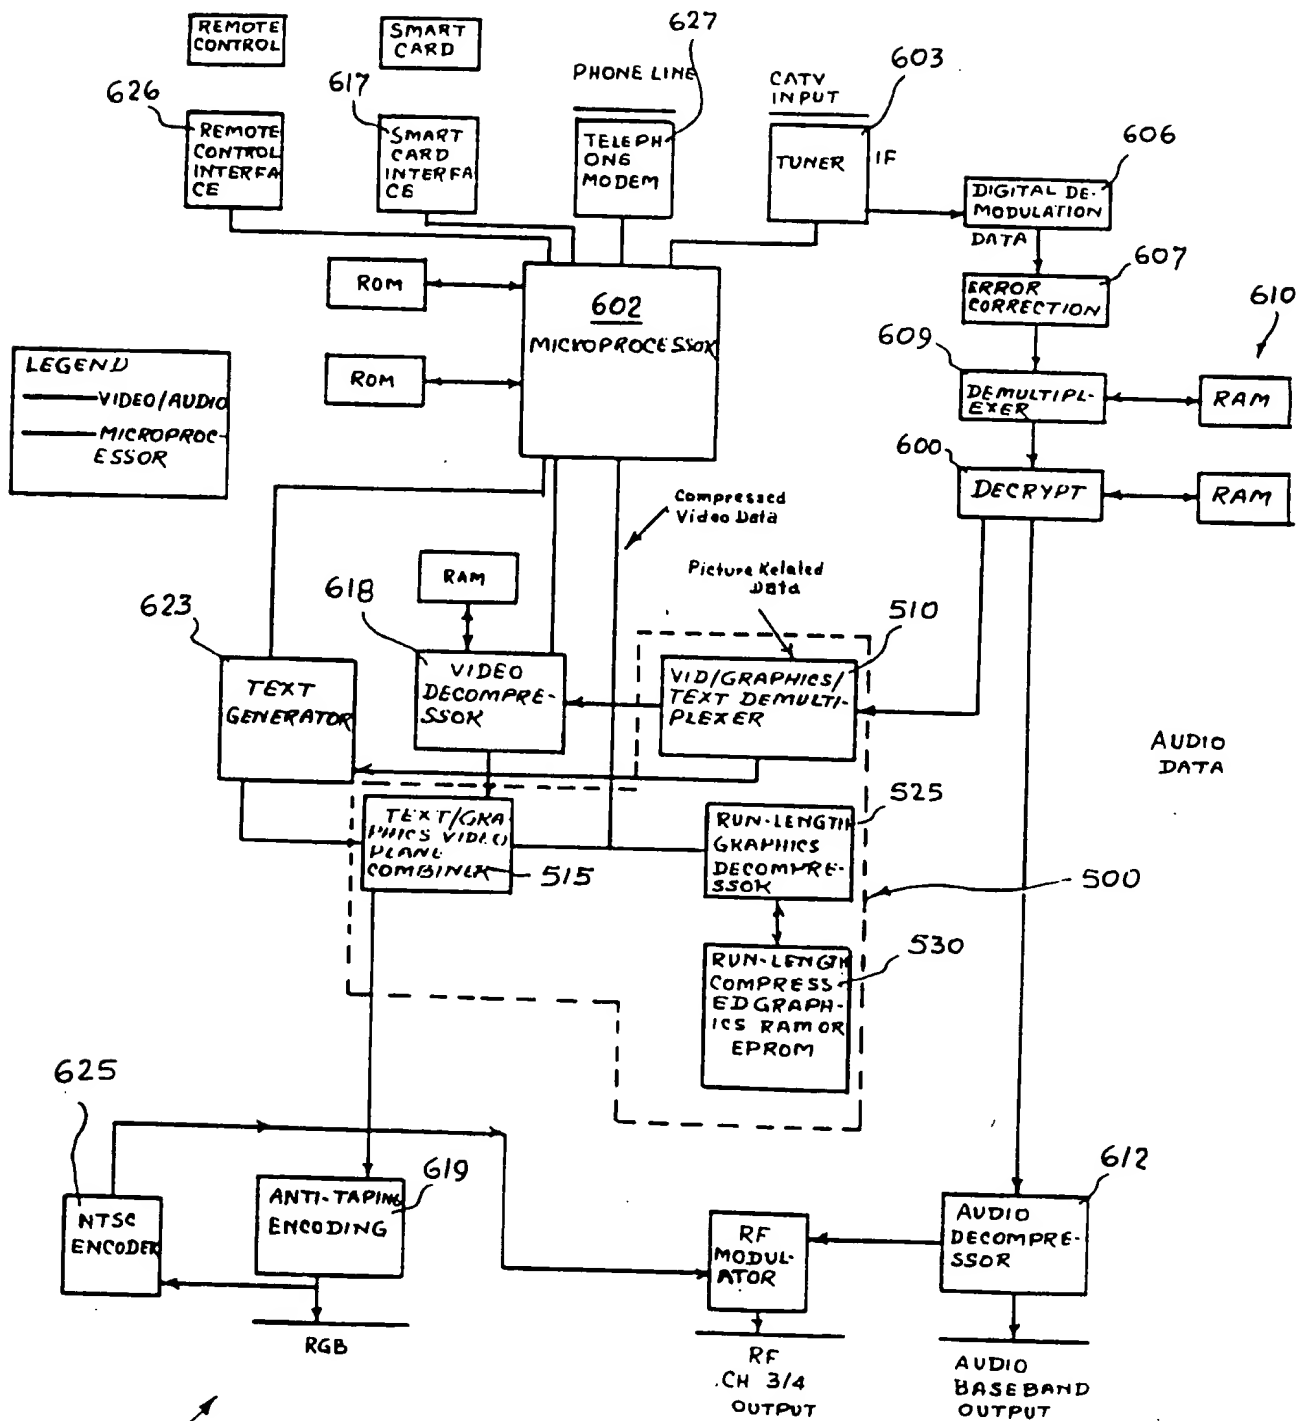 REMOTE
CONTROL
SMART
CARD
627
PHONE LINE
CATV
INPUT
603
626
617
606
REMOTE
CONTROL
INTERFA
CE
SMART
CARD
INTERFA
CE
TELEPH
ONE
MODEM
TUNER
IF
DIGITAL DE-
MODULATION
DATA
607
ROM
602
MICROPROCESSOR
ERROR
CORRECTION
610
609
LEGEND
VIDEO/AUDIO
MICROPROC-
ESSOR
ROM
DEMULTIPL-
EXER
RAM
600
DECRYPT
RAM
Compressed
Video Data
RAM
Picture Related
Data
618
623
510
TEXT
GENERATOR
VIDEO
DECOMPRE-
SSOR
VID/GRAPHICS/
TEXT DEMULTI-
PLEXER
AUDIO
DATA
525
TEXT/GRA
PHICS VIDEO
PLANE
COMBINER
515
RUN-LENGTH
GRAPHICS
DECOMPRE-
SSOR
500
530
RUN-LENGTH
COMPRESS
ED GRAPH-
ICS RAM OR
EPROM
625
619
612
NTSC
ENCODER
ANTI-TAPING
ENCODING
RF
MODUL-
ATOR
AUDIO
DECOMPRE-
SSOR
RGB
RF
CH 3/4
OUTPUT
AUDIO
BASEBAND
OUTPUT